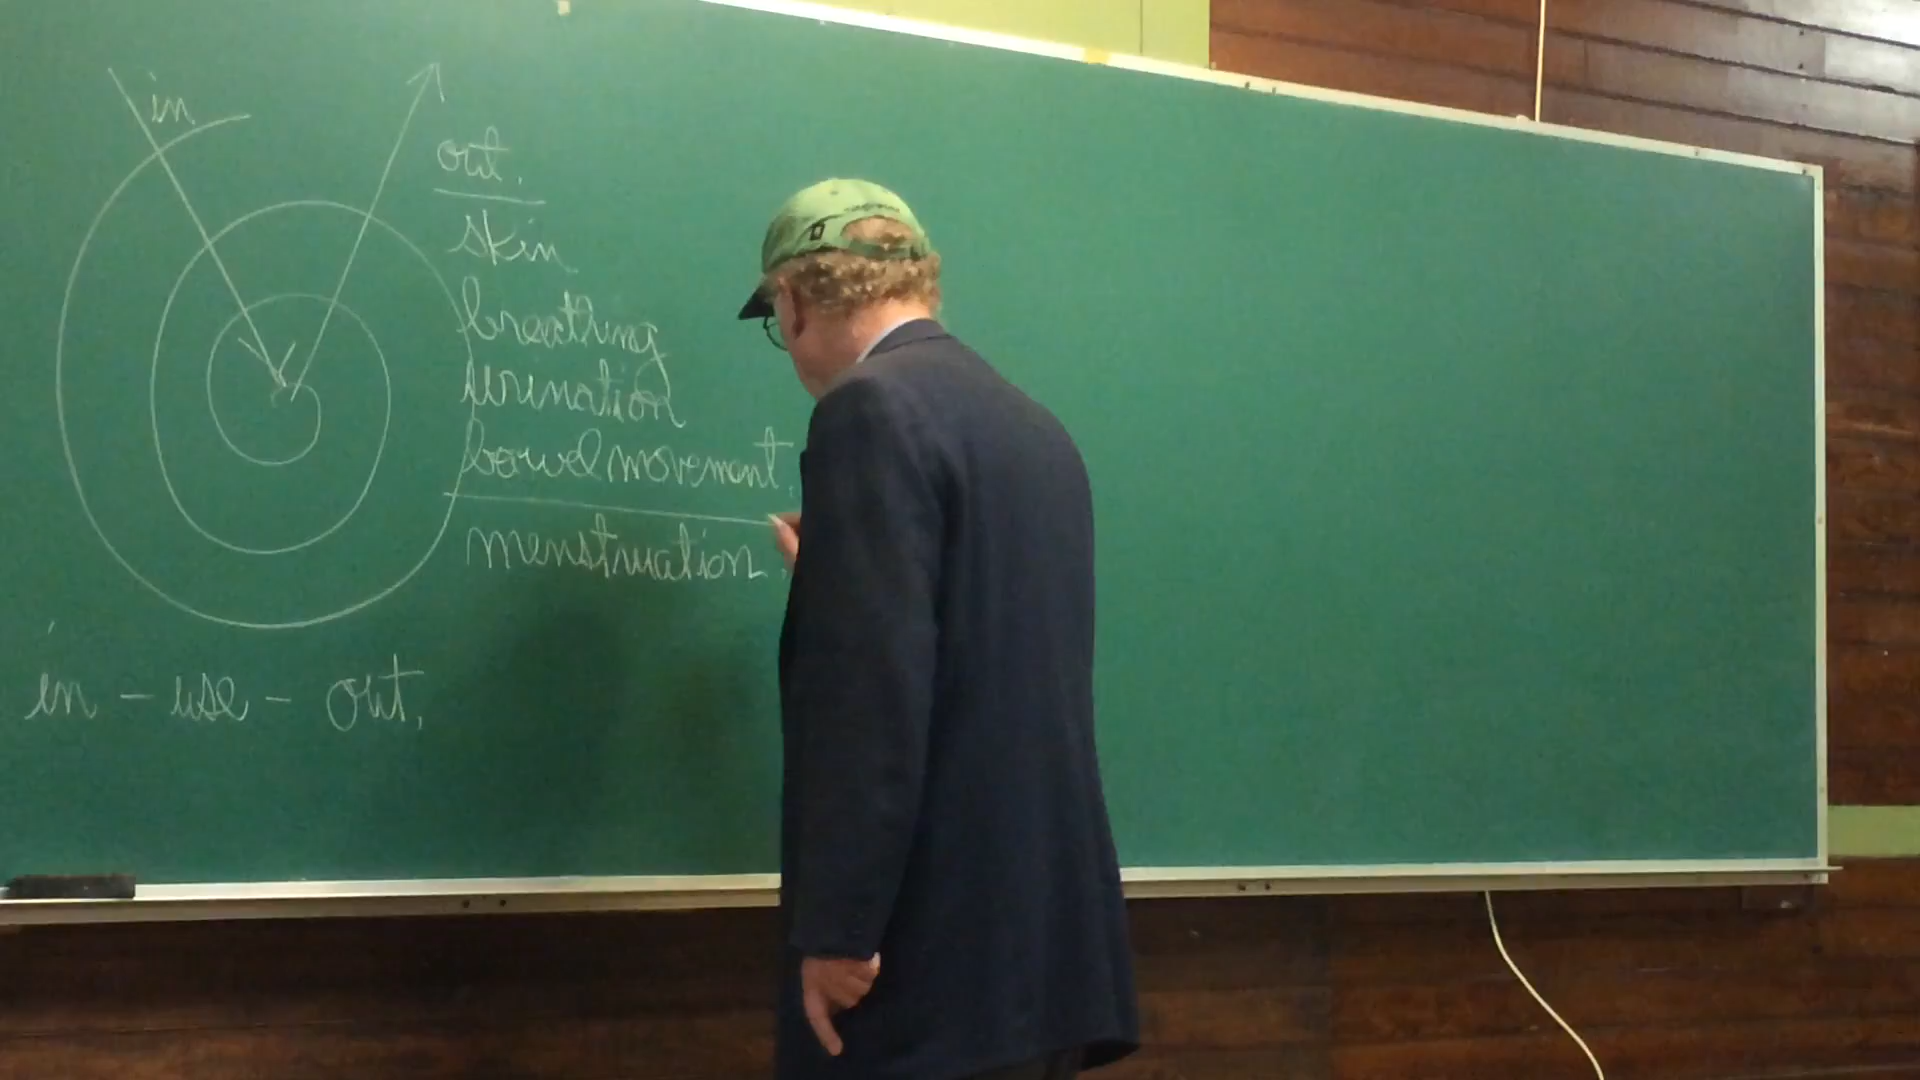 in
out.
skin
breathing
urination
bowel movement.
menstruation.
in - use - out.